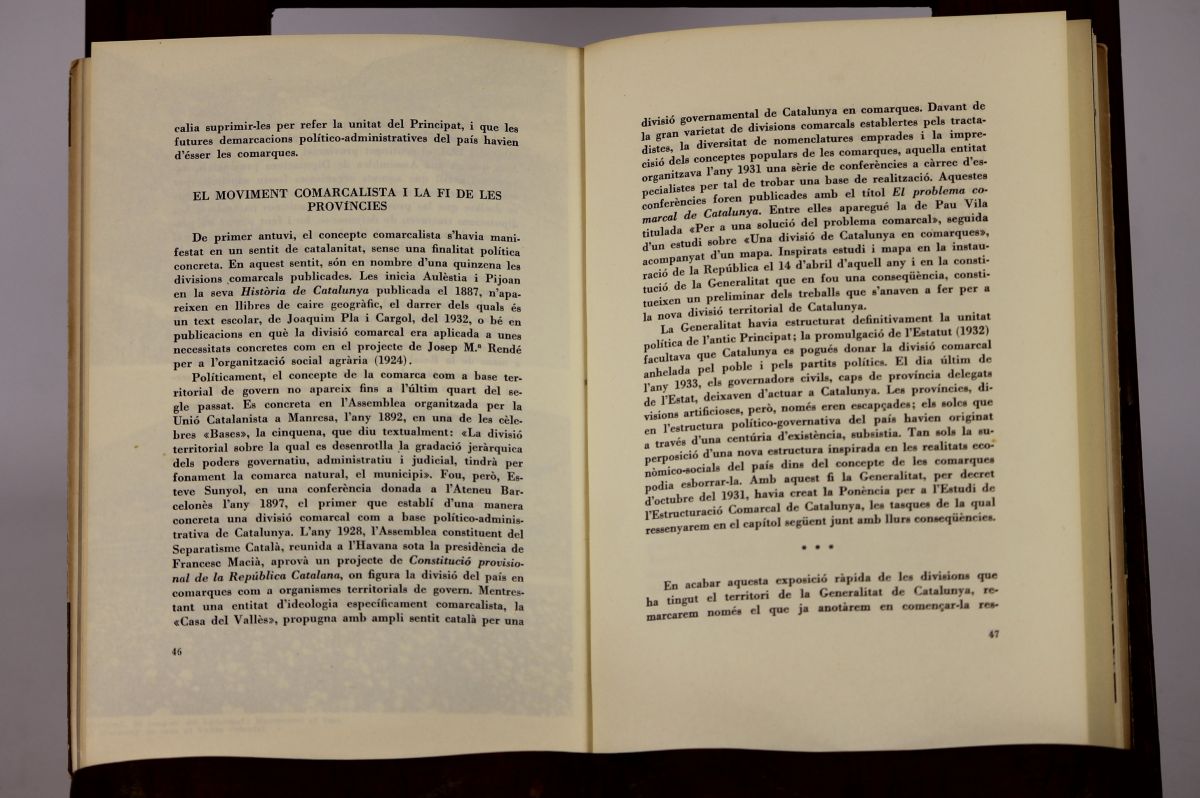 calia suprimir-les per refer la unitat del Principat, i que les
futures demarcacions político-administratives del país havien
d'ésser les comarques.
EL MOVIMENT COMARCALISTA I LA FI DE LES
PROVÍNCIES
De primer antuvi, el concepte comarcalista s'havia mani-
festat en un sentit de catalanitat, sense una finalitat política
concreta. En aquest sentit, són en nombre d'una quinzena les
divisions comarcals publicades. Les inicia Aulèstia i Pijoan
en la seva Història de Catalunya publicada el 1887, n'apa-
reixen en llibres de caire geogràfic, el darrer dels quals és
un text escolar, de Joaquim Pla i Cargol, del 1932, o bé en
publicacions en què la divisió comarcal era aplicada a unes
necessitats concretes com en el projecte de Josep M.ª Rendé
per a l'organització social agrària (1924).
Políticament, el concepte de la comarca com a base ter-
ritorial de govern no apareix fins a l'últim quart del se-
gle passat. Es concreta en l'Assemblea organitzada per la
Unió Catalanista a Manresa, l'any 1892, en una de les cèle-
bres «Bases», la cinquena, que diu textualment: «La divisió
territorial sobre la qual es desenrotlla la gradació jeràrquica
dels poders governatiu, administratiu i judicial, tindrà per
fonament la comarca natural, el municipi». Fou, però, Es-
teve Sunyol, en una conferència donada a l'Ateneu Bar-
celonès l'any 1897, el primer que establí d'una manera
concreta una divisió comarcal com a base político-adminis-
trativa de Catalunya. L'any 1928, l'Assemblea constituent del
Separatisme Català, reunida a l'Havana sota la presidència de
Francesc Macià, aprovà un projecte de Constitució provisio-
nal de la República Catalana, on figura la divisió del país en
comarques com a organismes territorials de govern. Mentres-
tant una entitat d'ideologia específicament comarcalista, la
«Casa del Vallès», propugna amb ampli sentit català per una
46
divisió governamental de Catalunya en comarques. Davant de
la gran varietat de divisions comarcals establertes pels tracta-
distes, la diversitat de nomenclatures emprades i la impre-
cisió dels conceptes populars de les comarques, aquella entitat
organitzava l'any 1931 una sèrie de conferències a càrrec d'es-
pecialistes per tal de trobar una base de realització. Aquestes
conferències foren publicades amb el títol El problema co-
marcal de Catalunya. Entre elles aparegué la de Pau Vila
titulada «Per a una solució del problema comarcal», seguida
d'un estudi sobre «Una divisió de Catalunya en comarques»,
acompanyat d'un mapa. Inspirats estudi i mapa en la instau-
ració de la República el 14 d'abril d'aquell any i en la consti-
tució de la Generalitat que en fou una conseqüència, consti-
tueixen un preliminar dels treballs que s'anaven a fer per a
la nova divisió territorial de Catalunya.
La Generalitat havia estructurat definitivament la unitat
política de l'antic Principat; la promulgació de l'Estatut (1932)
facultava que Catalunya es pogués donar la divisió comarcal
anhelada pel poble i pels partits polítics. El dia últim de
l'any 1933, els governadors civils, caps de província delegats
de l'Estat, deixaven d'actuar a Catalunya. Les províncies, di-
visions artificioses, però, només eren escapçades; els solcs que
en l'estructura político-governativa del país havien originat
a través d'una centúria d'existència, subsistia. Tan sols la su-
perposició d'una nova estructura inspirada en les realitats eco-
nòmico-socials del país dins del concepte de les comarques
podia esborrar-la. Amb aquest fi la Generalitat, per decret
d'octubre del 1931, havia creat la Ponència per a l'Estudi de
l'Estructuració Comarcal de Catalunya, les tasques de la qual
ressenyarem en el capítol següent junt amb llurs conseqüències.
* * *
En acabar aquesta exposició ràpida de les divisions que
ha tingut el territori de la Generalitat de Catalunya, re-
marcarem només el que ja anotàrem en començar-la res-
47